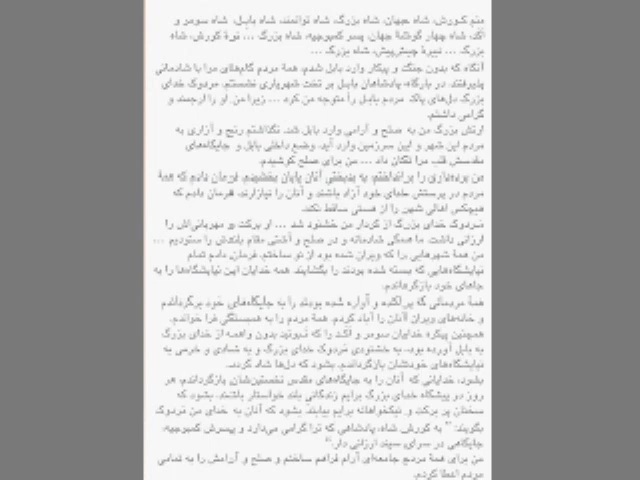 منم کورش، شاه جهان، شاه بزرگ، شاه توانمند، شاه بابل، شاه سومر و
اکد، شاه چهار گوشهٔ جهان، پسر کمبوجیه، شاه بزرگ ... نوهٔ کورش، شاه
بزرگ ... نبیرهٔ چیش‌پیش، شاه بزرگ ...
آنگاه که بدون جنگ و پیکار وارد بابل شدم، همهٔ مردم گام‌های مرا با شادمانی
پذیرفتند. در بارگاه پادشاهان بابل بر تخت شهریاری نشستم. مردوک خدای
بزرگ دل‌های پاک مردم بابل را متوجه من کرد ... زیرا من او را ارجمند و
گرامی داشتم.
ارتش بزرگ من به صلح و آرامی وارد بابل شد. نگذاشتم رنج و آزاری به
مردم این شهر و این سرزمین وارد آید. وضع داخلی بابل و جایگاه‌های
مقدسش قلب مرا تکان داد ... من برای صلح کوشیدم.
من برده‌داری را برانداختم، به بدبختی آنان پایان بخشیدم. فرمان دادم که همهٔ
مردم در پرستش خدای خود آزاد باشند و آنان را نیازارند. فرمان دادم که
هیچکس اهالی شهر را از هستی ساقط نکند.
مردوک خدای بزرگ از کردار من خشنود شد ... او برکت و مهربانی‌اش را
ارزانی داشت. ما همگی شادمانه و در صلح و آشتی مقام بلندش را ستودیم ...
من همهٔ شهرهایی را که ویران شده بود از نو ساختم. فرمان دادم تمام
نیایشگاه‌هایی که بسته شده بودند را بگشایند. همه خدایان این نیایشگاه‌ها را به
جاهای خود بازگرداندم.
همهٔ مردمانی که پراکنده و آواره شده بودند را به جایگاه‌های خود برگرداندم
و خانه‌های ویران آنان را آباد کردم. همهٔ مردم را به همبستگی فرا خواندم.
همچنین پیکره خدایان سومر و اکد را که نبونید بدون واهمه از خدای بزرگ
به بابل آورده بود، به خشنودی مردوک خدای بزرگ و به شادی و خرمی به
نیایشگاه‌های خودشان بازگرداندم. بشود که دل‌ها شاد گردد.
بشود، خدایانی که آنان را به جایگاه‌های مقدس نخستین‌شان بازگرداندم، هر
روز در پیشگاه خدای بزرگ برایم زندگانی بلند خواستار باشند. بشود که
سخنان پر برکت و نیکخواهانه برایم بیابند. بشود که آنان به خدای من مردوک
بگویند: " به کورش شاه، پادشاهی که ترا گرامی می‌دارد و پسرش کمبوجیه،
جایگاهی در سرای سپند ارزانی دار."
من برای همهٔ مردم جامعه‌ای آرام فراهم ساختم و صلح و آرامش را به تمامی
مردم اعطا کردم.